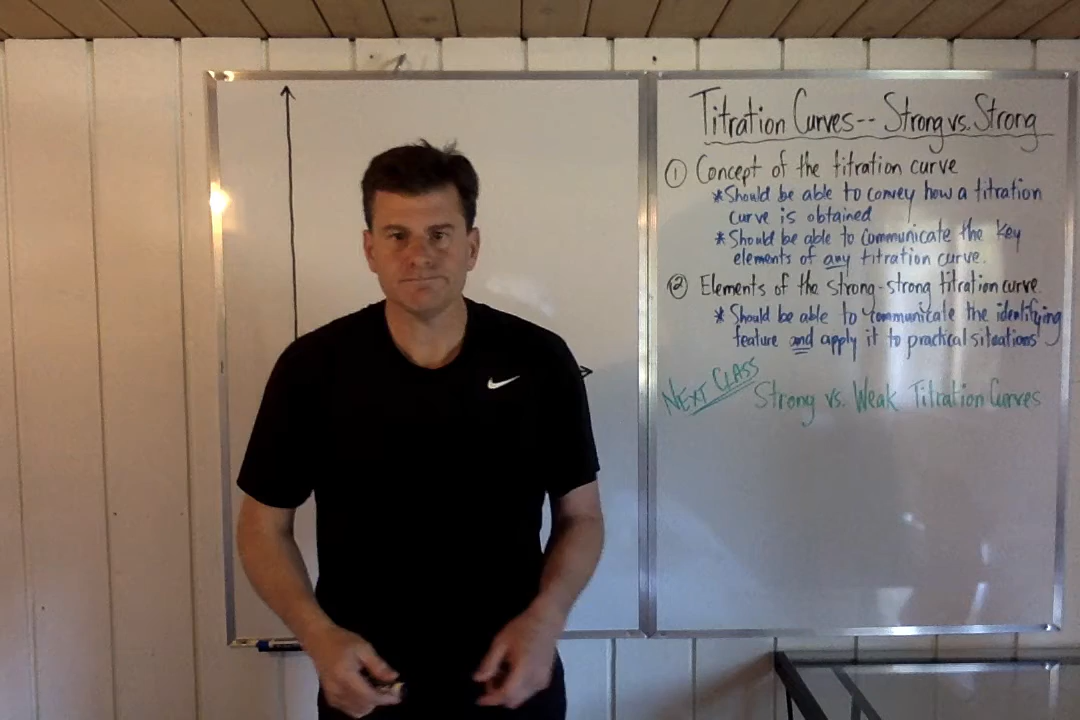 Titration Curves-- Strong vs. Strong
① Concept of the titration curve
* Should be able to convey how a titration
curve is obtained
* Should be able to communicate the key
elements of any titration curve.
② Elements of the strong-strong titration curve
* Should be able to communicate the identifying
feature and apply it to practical situations
NEXT CLASS Strong vs. Weak Titration Curves